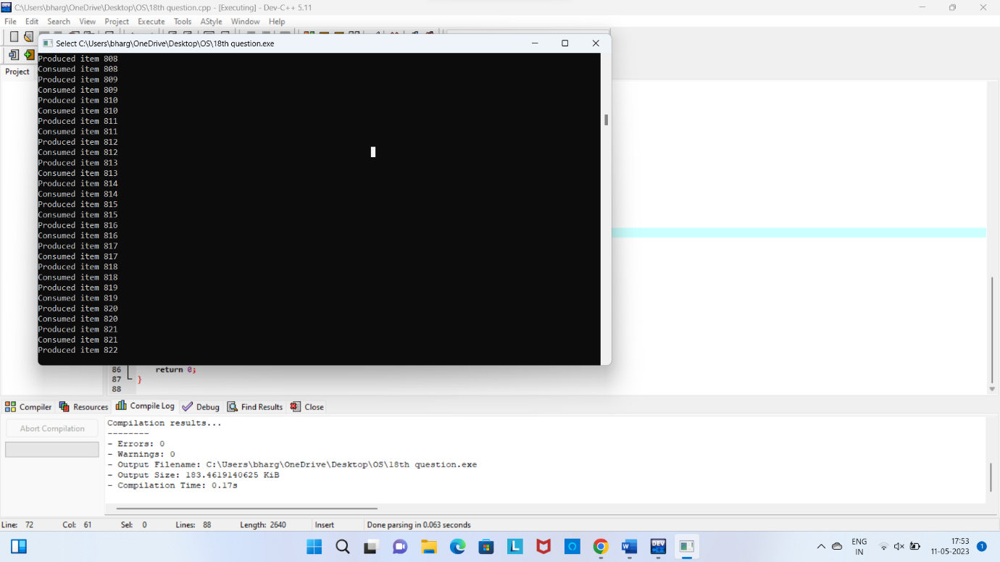 C:\Users\bharg\OneDrive\Desktop\OS\18th question.cpp - [Executing] - Dev-C++ 5.11
File Edit Search View Project Execute Tools AStyle Window Help
Select C:\Users\bharg\OneDrive\Desktop\OS\18th question.exe
Project
Produced item 808
Consumed item 808
Produced item 809
Consumed item 809
Produced item 810
Consumed item 810
Produced item 811
Consumed item 811
Produced item 812
Consumed item 812
Produced item 813
Consumed item 813
Produced item 814
Consumed item 814
Produced item 815
Consumed item 815
Produced item 816
Consumed item 816
Produced item 817
Consumed item 817
Produced item 818
Consumed item 818
Produced item 819
Consumed item 819
Produced item 820
Consumed item 820
Produced item 821
Consumed item 821
Produced item 822
86 return 0;
87 }
88
Compiler Resources Compile Log Debug Find Results Close
Abort Compilation
Compilation results...
--------
- Errors: 0
- Warnings: 0
- Output Filename: C:\Users\bharg\OneDrive\Desktop\OS\18th question.exe
- Output Size: 183.4619140625 KiB
- Compilation Time: 0.17s
Line: 72 Col: 61 Sel: 0 Lines: 88 Length: 2640 Insert Done parsing in 0.063 seconds
L W DEV
ENG
IN
17:53
11-05-2023
1